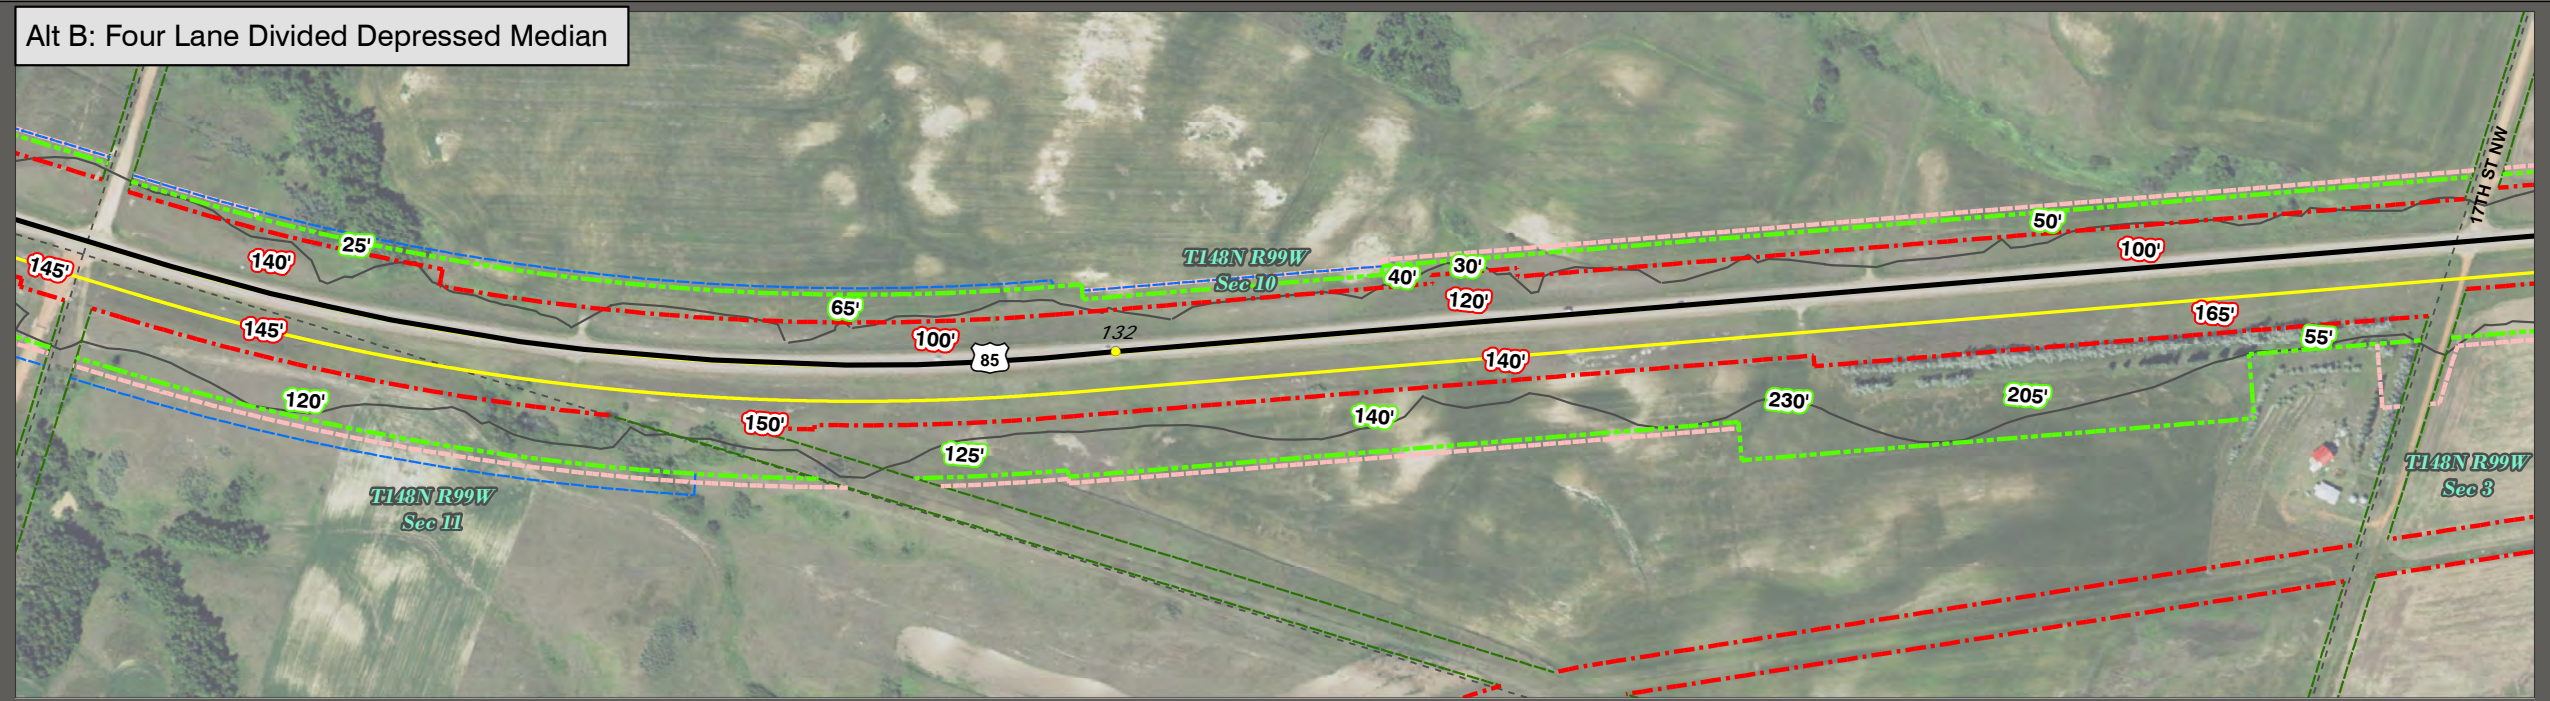 Alt B: Four Lane Divided Depressed Median
17TH ST NW
50'
25'
100'
140'
T148N R99W
Sec 10
30'
40'
145'
120'
65'
165'
145'
132
55'
100'
85
140'
205'
120'
230'
140'
150'
125'
T148N R99W
Sec 3
T148N R99W
Sec 11